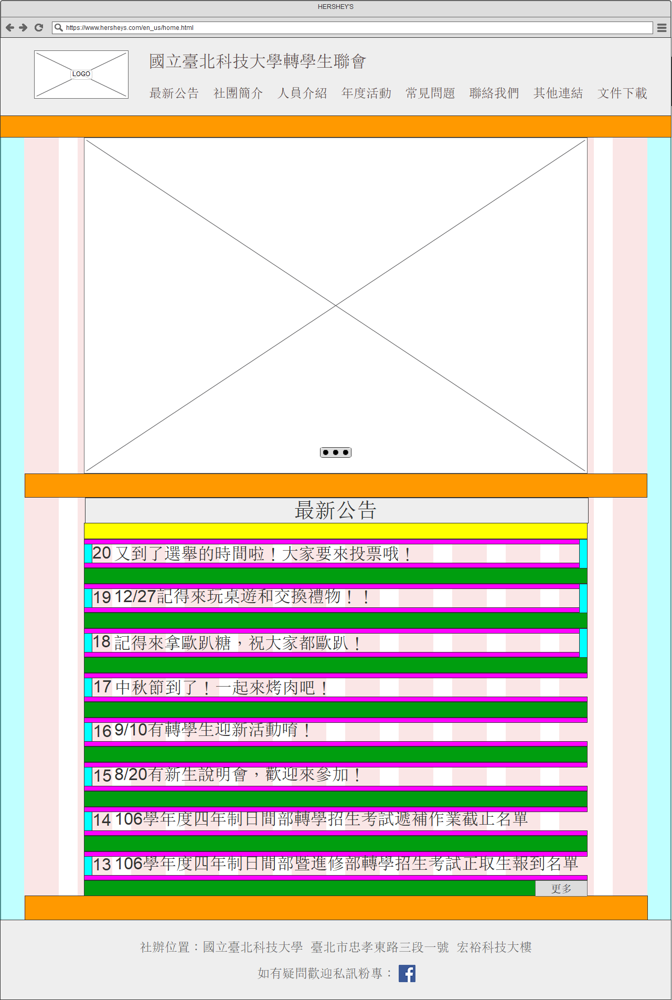 HERSHEY'S
https://www.hersheys.com/en_us/home.html
LOGO
國立臺北科技大學轉學生聯會
最新公告 社團簡介 人員介紹 年度活動 常見問題 聯絡我們 其他連結 文件下載
最新公告
20 又到了選舉的時間啦！大家要來投票哦！
19 12/27記得來玩桌遊和交換禮物！！
18 記得來拿歐趴糖，祝大家都歐趴！
17 中秋節到了！一起來烤肉吧！
16 9/10有轉學生迎新活動唷！
15 8/20有新生說明會，歡迎來參加！
14 106學年度四年制日間部轉學招生考試遞補作業截止名單
13 106學年度四年制日間部暨進修部轉學招生考試正取生報到名單
更多
社辦位置：國立臺北科技大學 臺北市忠孝東路三段一號 宏裕科技大樓
如有疑問歡迎私訊粉專：